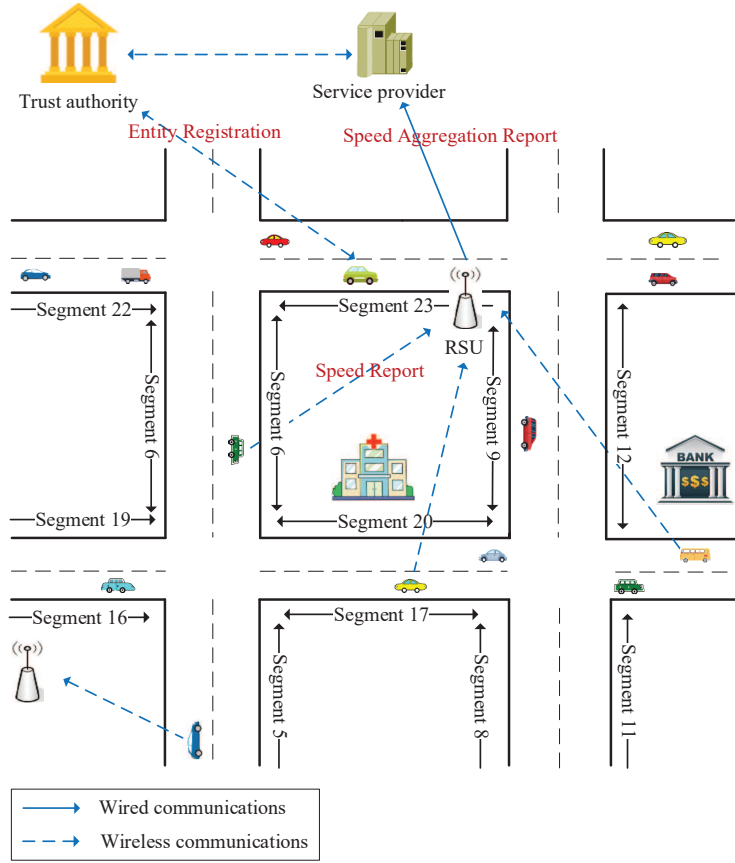 Trust authority
Service provider
Entity Registration
Speed Aggregation Report
Segment 22
Segment 23
RSU
Segment 6
Segment 6
Speed Report
Segment 9
Segment 12
BANK
$$$
Segment 19
Segment 20
Segment 16
Segment 17
Segment 5
Segment 8
Segment 11
Wired communications
Wireless communications